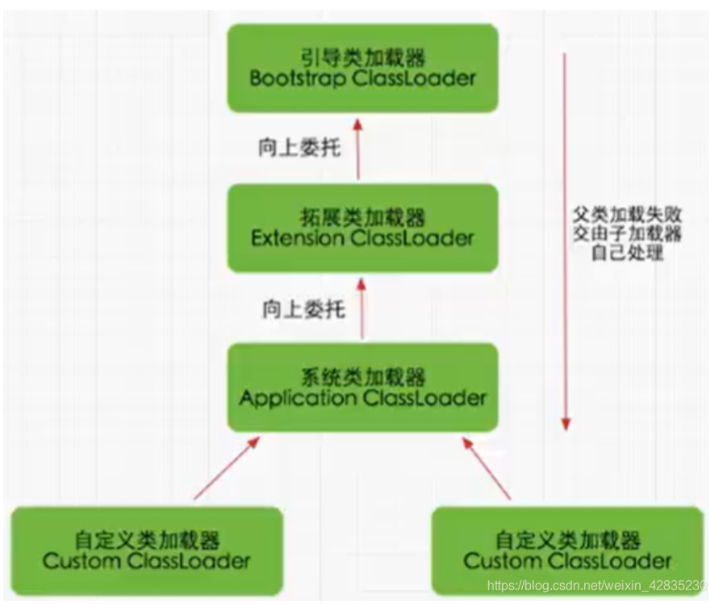 引导类加载器
Bootstrap ClassLoader
向上委托
拓展类加载器
Extension ClassLoader
父类加载失败
交由子加载器
自己处理
向上委托
系统类加载器
Application ClassLoader
自定义类加载器
Custom ClassLoader
自定义类加载器
Custom ClassLoader
https://blog.csdn.net/weixin_42835230